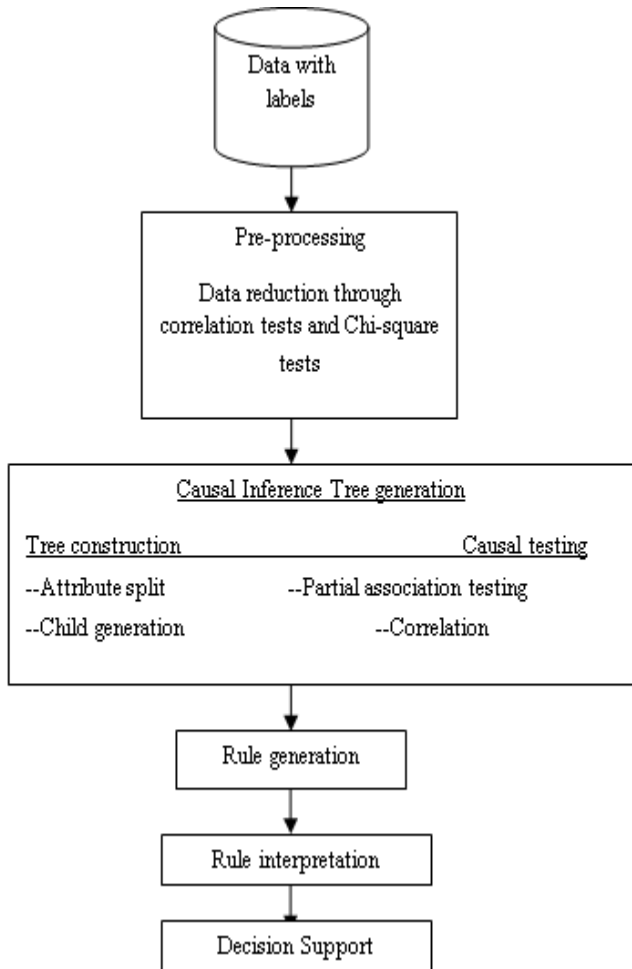 Data with
labels
Pre-processing
Data reduction through
correlation tests and Chi-square
tests
Causal Inference Tree generation
Tree construction Causal testing
--Attribute split --Partial association testing
--Child generation --Correlation
Rule generation
Rule interpretation
Decision Support